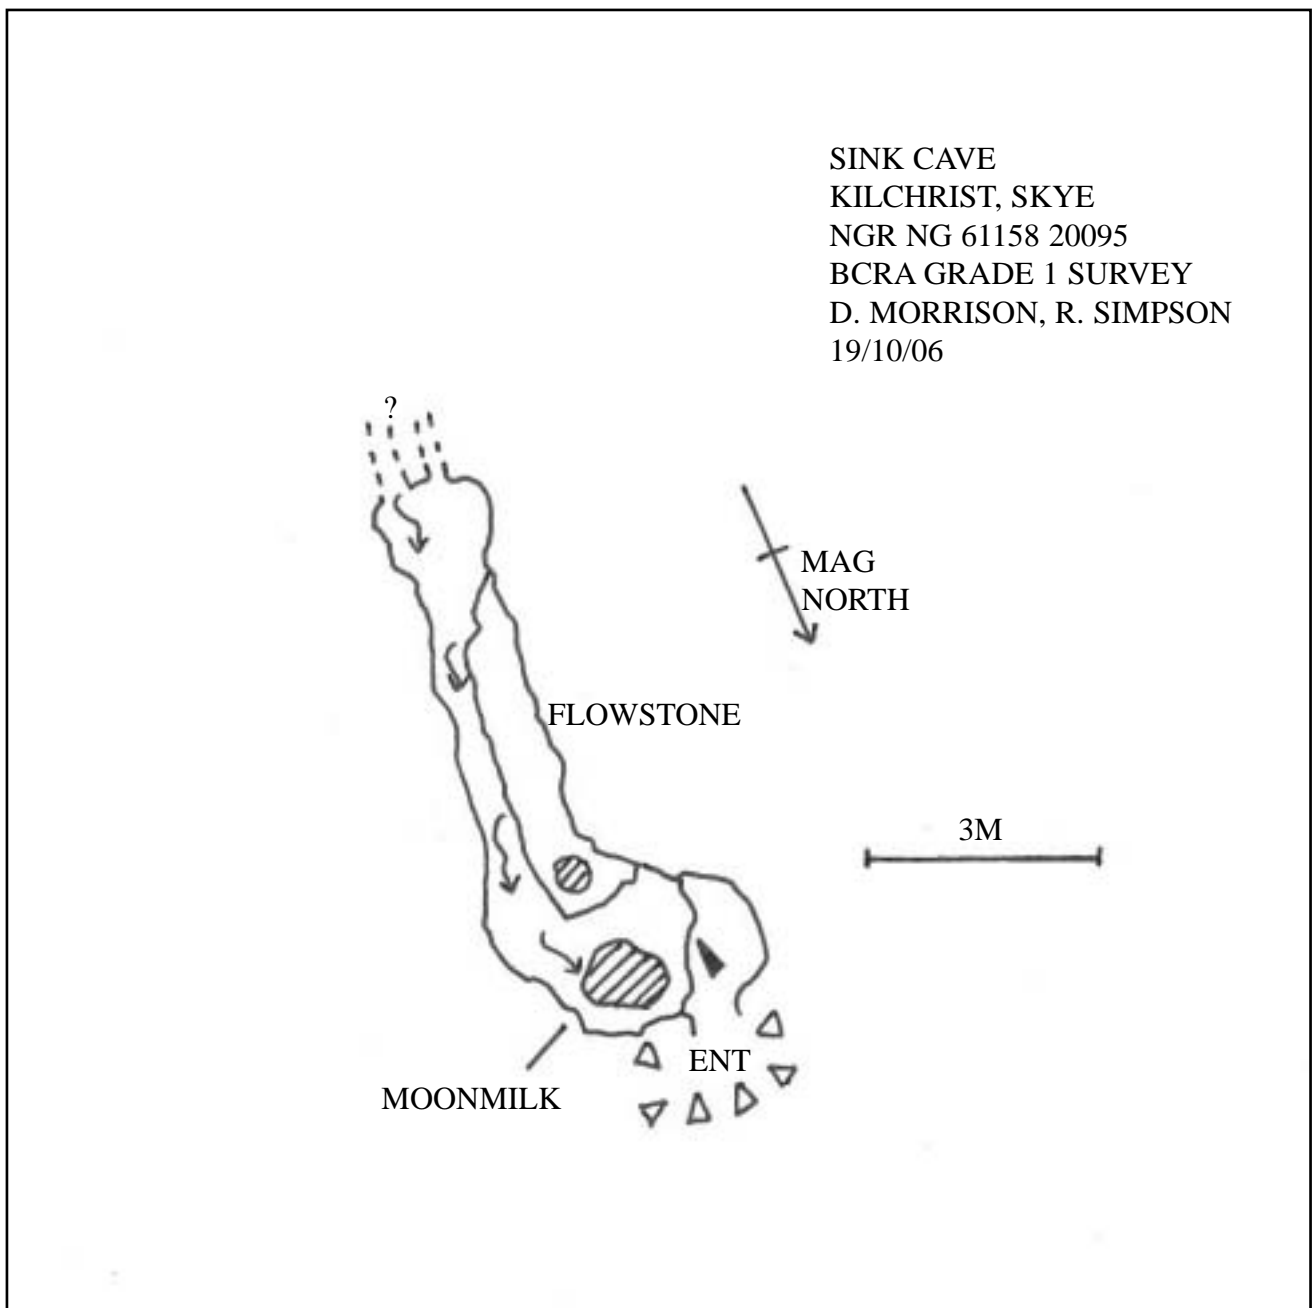 SINK CAVE
KILCHRIST, SKYE
NGR NG 61158 20095
BCRA GRADE 1 SURVEY
D. MORRISON, R. SIMPSON
19/10/06
?
MAG
NORTH
FLOWSTONE
3M
ENT
MOONMILK